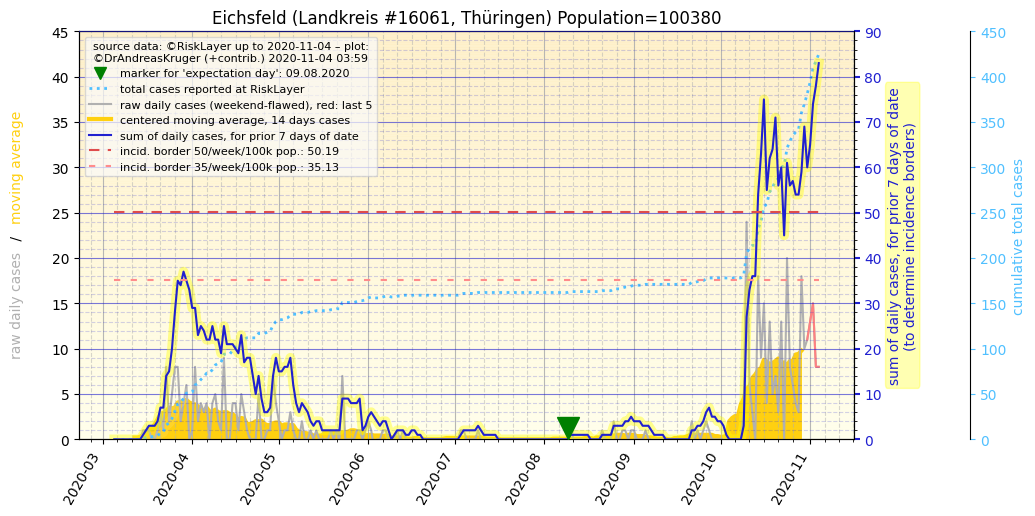 Eichsfeld (Landkreis #16061, Thüringen) Population=100380
source data: ©RiskLayer up to 2020-11-04 – plot:
©DrAndreasKruger (+contrib.) 2020-11-04 03:59
marker for 'expectation day': 09.08.2020
total cases reported at RiskLayer
raw daily cases (weekend-flawed), red: last 5
centered moving average, 14 days cases
sum of daily cases, for prior 7 days of date
incid. border 50/week/100k pop.: 50.19
incid. border 35/week/100k pop.: 35.13
raw daily cases / moving average
45
40
35
30
25
20
15
10
5
0
90
80
70
60
50
40
30
20
10
0
sum of daily cases, for prior 7 days of date
(to determine incidence borders)
450
400
350
300
250
200
150
100
50
0
cumulative total cases
2020-03
2020-04
2020-05
2020-06
2020-07
2020-08
2020-09
2020-10
2020-11